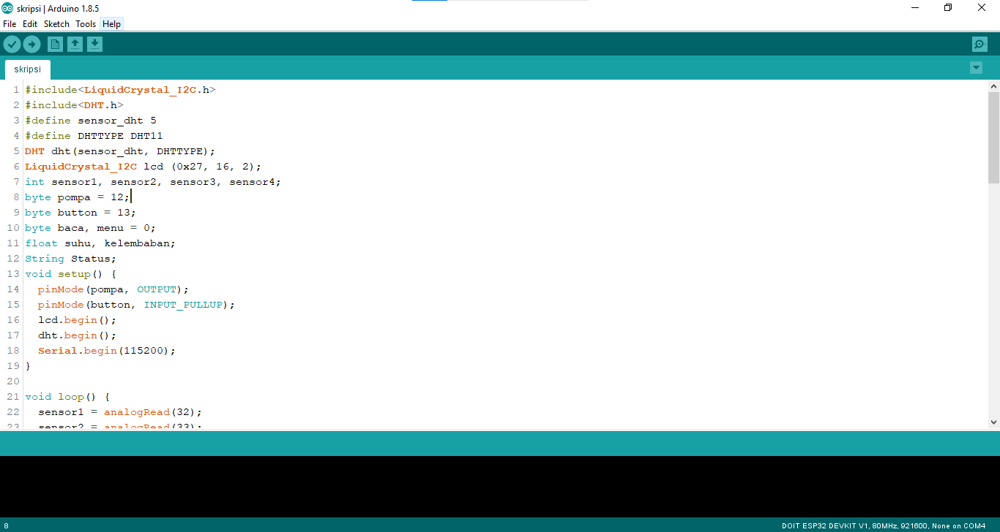 skripsi | Arduino 1.8.5
File Edit Sketch Tools Help
skripsi
1 #include<LiquidCrystal_I2C.h>
2 #include<DHT.h>
3 #define sensor_dht 5
4 #define DHTTYPE DHT11
5 DHT dht(sensor_dht, DHTTYPE);
6 LiquidCrystal_I2C lcd (0x27, 16, 2);
7 int sensor1, sensor2, sensor3, sensor4;
8 byte pompa = 12;
9 byte button = 13;
10 byte baca, menu = 0;
11 float suhu, kelembaban;
12 String Status;
13 void setup() {
14   pinMode(pompa, OUTPUT);
15   pinMode(button, INPUT_PULLUP);
16   lcd.begin();
17   dht.begin();
18   Serial.begin(115200);
19 }
20
21 void loop() {
22   sensor1 = analogRead(32);
23   sensor2 = analogRead(33);
8
DOIT ESP32 DEVKIT V1, 80MHz, 921600, None on COM4